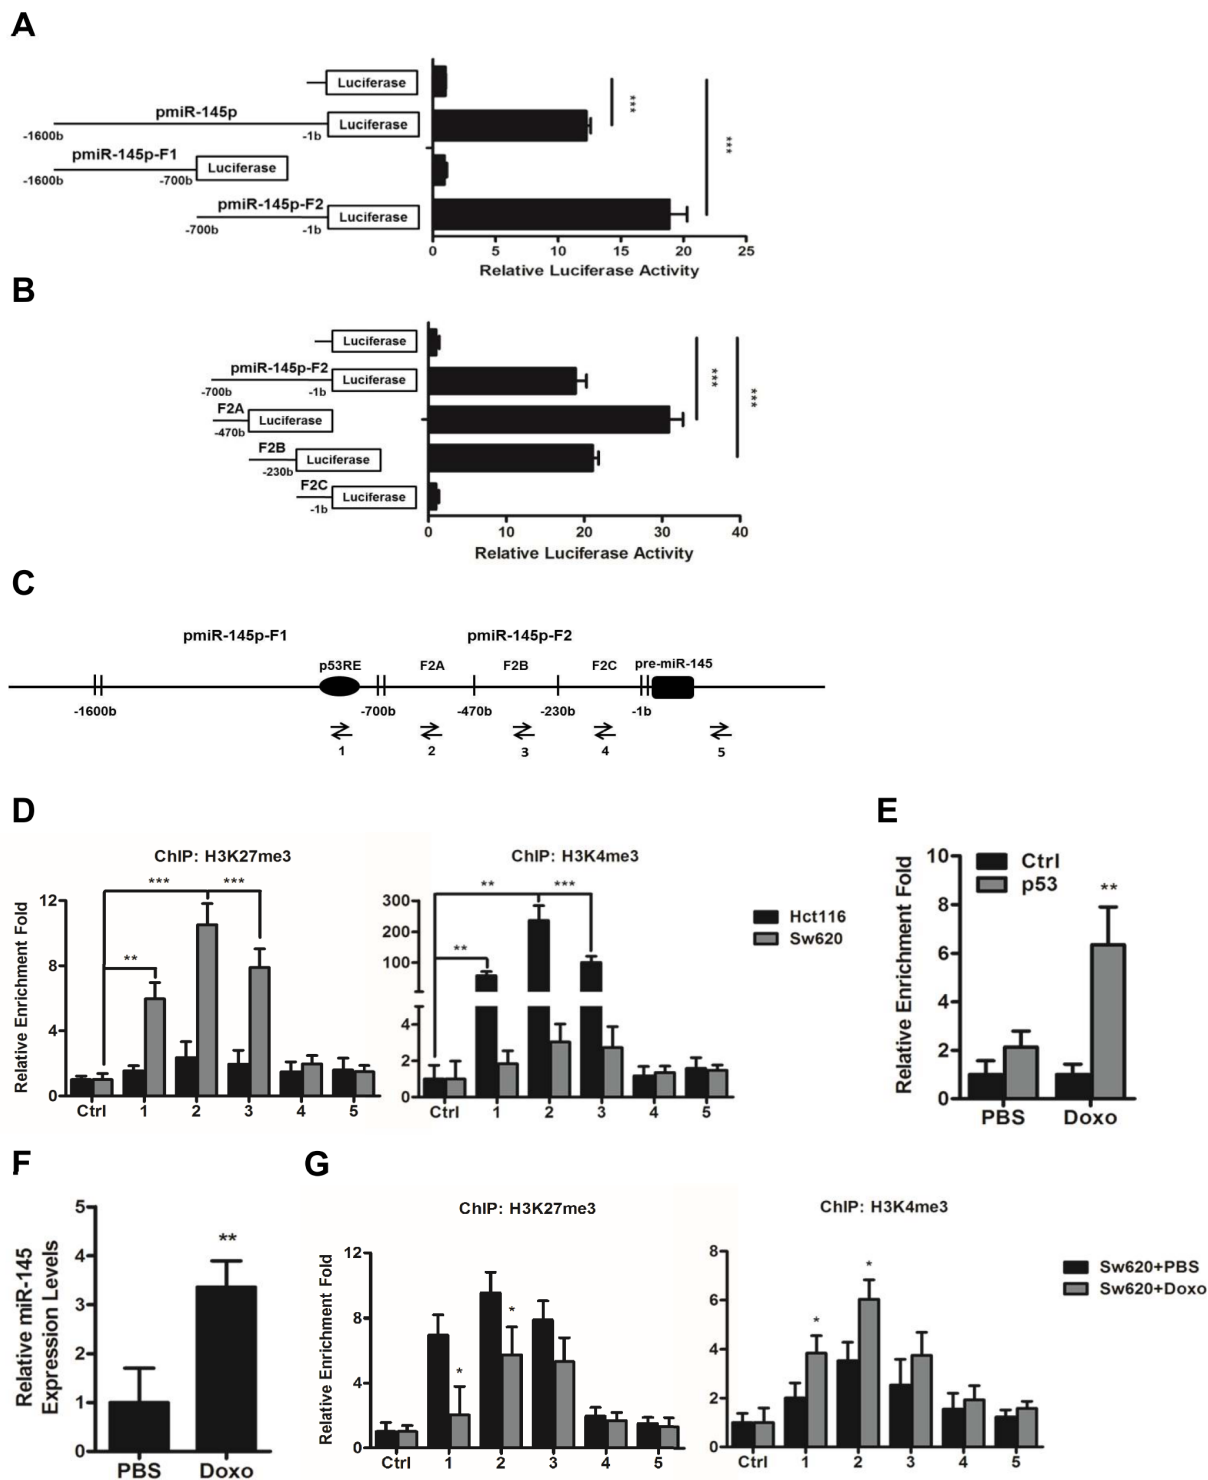 A
Luciferase
pmiR-145p
-1600b -1b Luciferase
***
pmiR-145p-F1
-1600b -700b Luciferase
***
pmiR-145p-F2
-700b -1b Luciferase
0 5 10 15 20 25
Relative Luciferase Activity
B
Luciferase
pmiR-145p-F2
-700b -1b Luciferase
***
***
F2A
-470b Luciferase
F2B
-230b Luciferase
F2C
-1b Luciferase
0 10 20 30 40
Relative Luciferase Activity
C
pmiR-145p-F1 pmiR-145p-F2
p53RE F2A F2B F2C pre-miR-145
-1600b -700b -470b -230b -1b
1 2 3 4 5
D
ChIP: H3K27me3
Relative Enrichment Fold
12
8
4
0
*** ***
**
Ctrl 1 2 3 4 5
ChIP: H3K4me3
300
200
100
4
2
0
** ***
**
Ctrl 1 2 3 4 5
Hct116
Sw620
E
Relative Enrichment Fold
10
8
6
4
2
0
Ctrl
p53
**
PBS Doxo
F
Relative miR-145
Expression Levels
5
4
3
2
1
0
**
PBS Doxo
G
ChIP: H3K27me3
Relative Enrichment Fold
12
8
4
0
*
*
Ctrl 1 2 3 4 5
ChIP: H3K4me3
8
6
4
2
0
*
*
Ctrl 1 2 3 4 5
Sw620+PBS
Sw620+Doxo